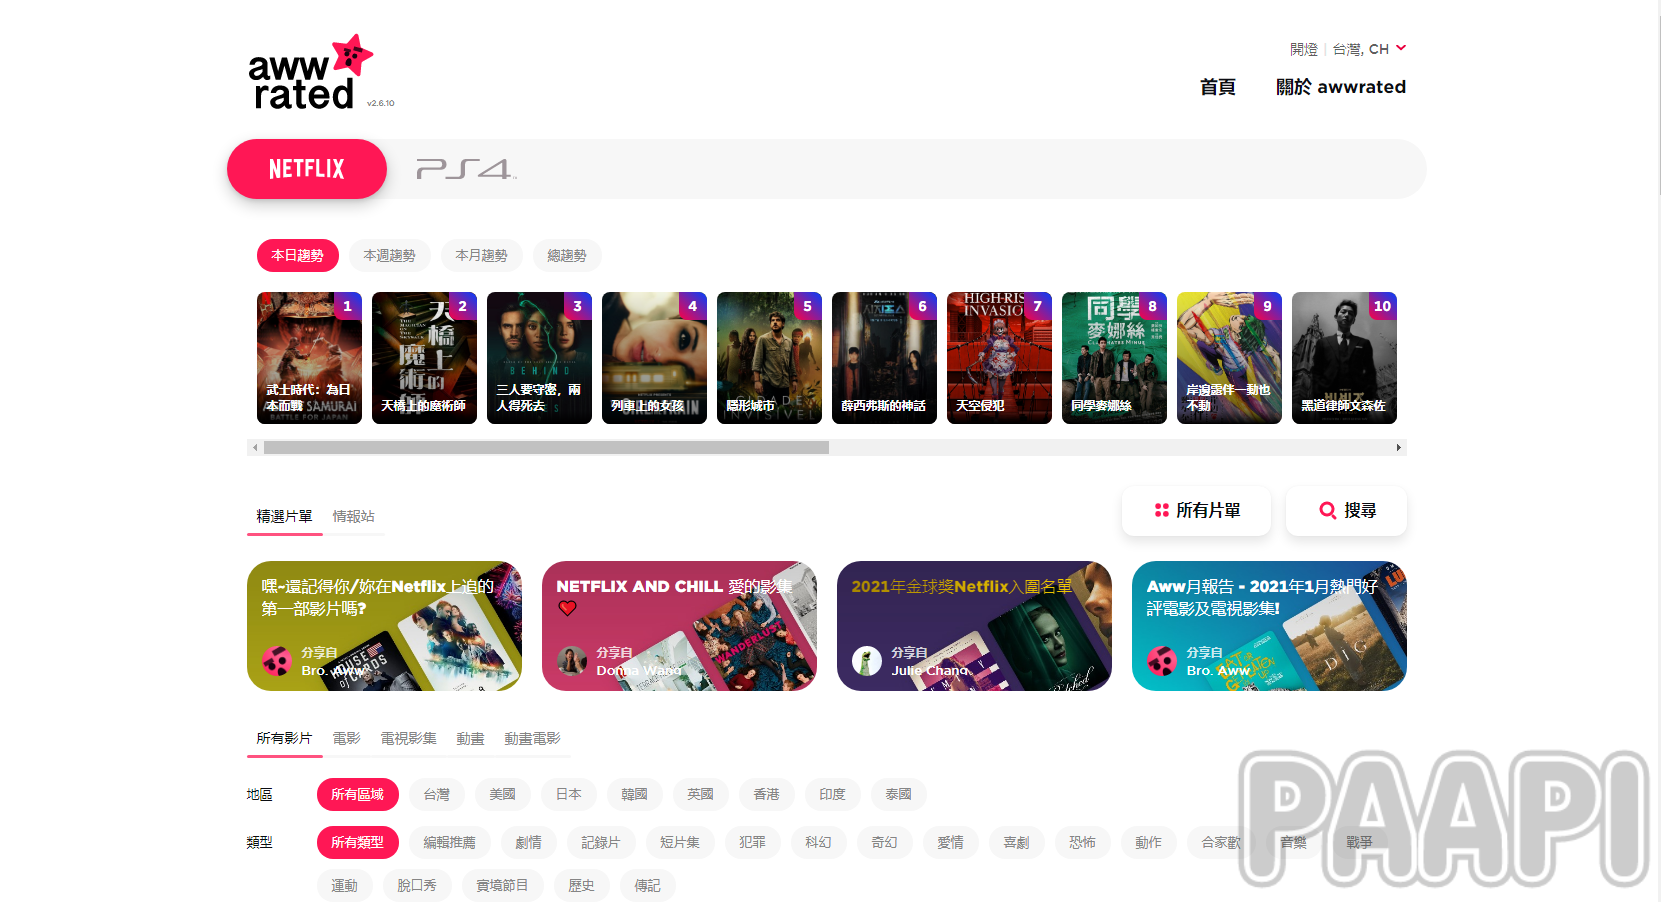 aww
rated
v2.6.10
開燈 台灣, CH
首頁 關於 awwrated
NETFLIX PS4
本日趨勢 本週趨勢 本月趨勢 總趨勢
1
武士時代：為日
本而戰
SAMURAI
BATTLE FOR JAPAN
2
天橋上的魔術師
3
BEHIND
三人要守密，兩
人得死去
4
列車上的女孩
5
隱形城市
6
시지프스
薛西弗斯的神話
7
HIGH-RISE
INVASION
天空侵犯
8
同學
麥娜絲
CLASSMATES MINUS
同學麥娜絲
9
岸邊露伴一動也
不動
10
黑道律師文森佐
精選片單 情報站
所有片單 搜尋
嘿~還記得你/妳在Netflix上追的
第一部影片嗎?
分享自
Bro. Aww
NETFLIX AND CHILL 愛的影集
分享自
Donna Wang
WANDERLUST
2021年金球獎Netflix入圍名單
分享自
Julie Chang
Ratched
Aww月報告 - 2021年1月熱門好
評電影及電視影集!
分享自
Bro. Aww
DIG
所有影片 電影 電視影集 動畫 動畫電影
地區 所有區域 台灣 美國 日本 韓國 英國 香港 印度 泰國
類型 所有類型 編輯推薦 劇情 記錄片 短片集 犯罪 科幻 奇幻 愛情 喜劇 恐怖 動作 合家歡 音樂 戰爭
運動 脫口秀 實境節目 歷史 傳記
PAAPI